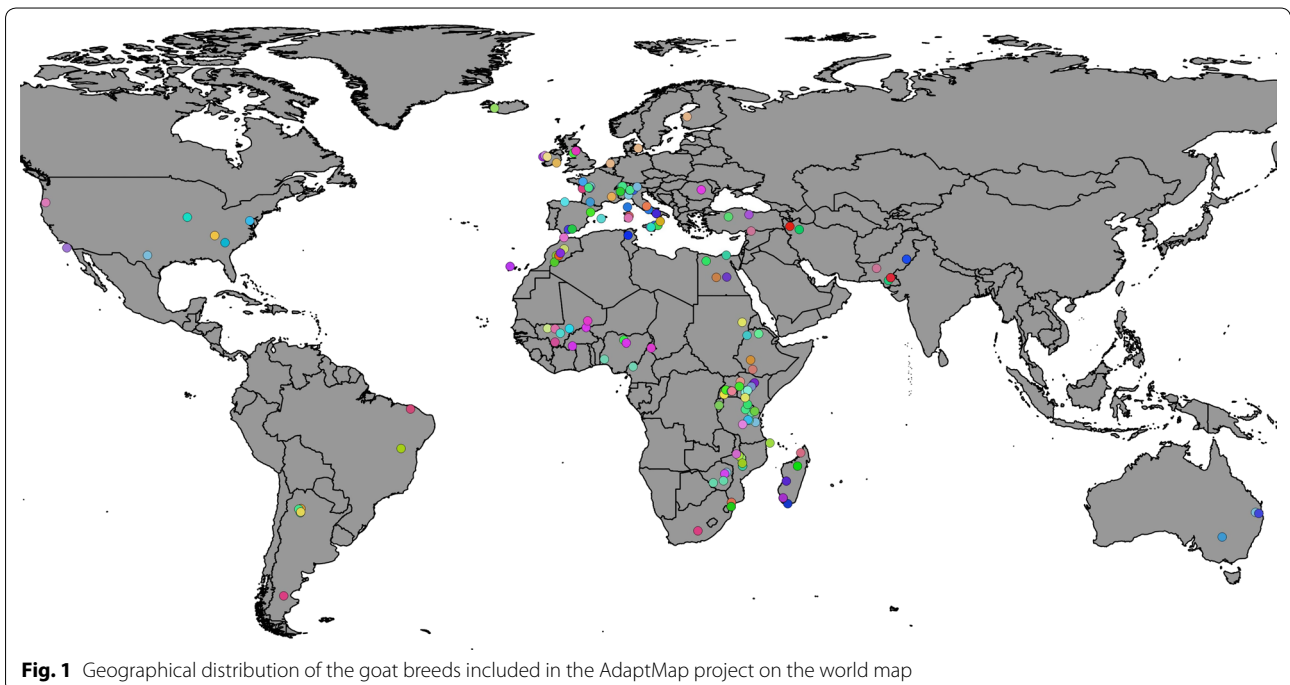 Fig. 1 Geographical distribution of the goat breeds included in the AdaptMap project on the world map